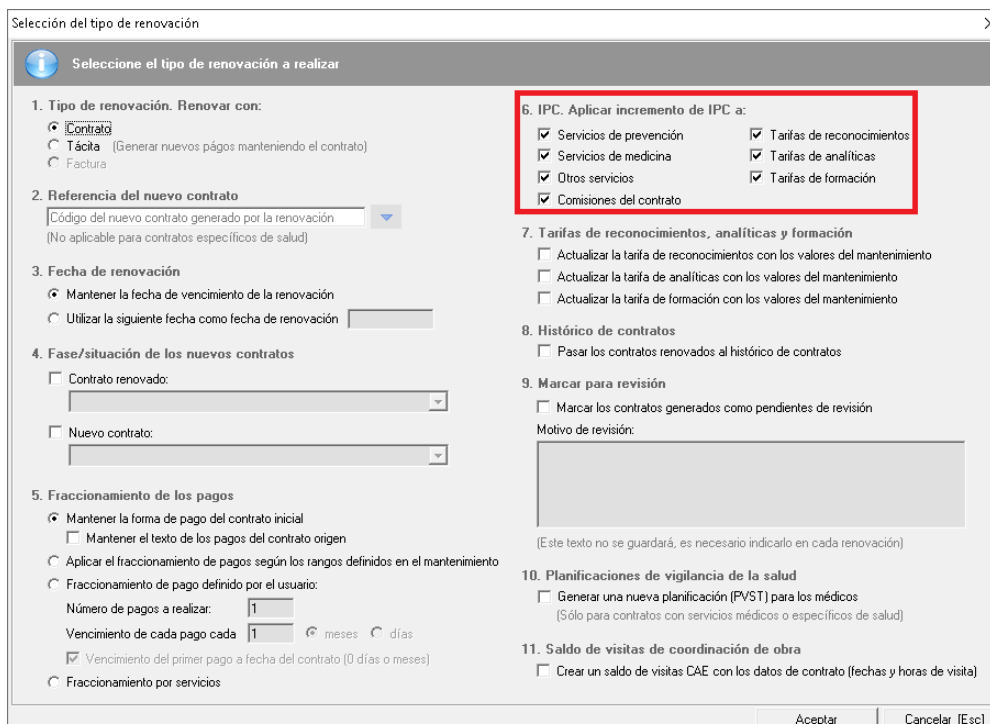 Selección del tipo de renovación
Seleccione el tipo de renovación a realizar
1. Tipo de renovación. Renovar con:
Contrato
Tácita (Generar nuevos págos manteniendo el contrato)
Factura
2. Referencia del nuevo contrato
Código del nuevo contrato generado por la renovación
(No aplicable para contratos específicos de salud)
3. Fecha de renovación
Mantener la fecha de vencimiento de la renovación
Utilizar la siguiente fecha como fecha de renovación
4. Fase/situación de los nuevos contratos
Contrato renovado:
Nuevo contrato:
5. Fraccionamiento de los pagos
Mantener la forma de pago del contrato inicial
Mantener el texto de los pagos del contrato origen
Aplicar el fraccionamiento de pagos según los rangos definidos en el mantenimiento
Fraccionamiento de pago definido por el usuario:
Número de pagos a realizar: 1
Vencimiento de cada pago cada 1 meses días
Vencimiento del primer pago a fecha del contrato (0 días o meses)
Fraccionamiento por servicios
6. IPC. Aplicar incremento de IPC a:
Servicios de prevención Tarifas de reconocimientos
Servicios de medicina Tarifas de analíticas
Otros servicios Tarifas de formación
Comisiones del contrato
7. Tarifas de reconocimientos, analíticas y formación
Actualizar la tarifa de reconocimientos con los valores del mantenimiento
Actualizar la tarifa de analíticas con los valores del mantenimiento
Actualizar la tarifa de formación con los valores del mantenimiento
8. Histórico de contratos
Pasar los contratos renovados al histórico de contratos
9. Marcar para revisión
Marcar los contratos generados como pendientes de revisión
Motivo de revisión:
(Este texto no se guardará, es necesario indicarlo en cada renovación)
10. Planificaciones de vigilancia de la salud
Generar una nueva planificación (PVST) para los médicos
(Sólo para contratos con servicios médicos o específicos de salud)
11. Saldo de visitas de coordinación de obra
Crear un saldo de visitas CAE con los datos de contrato (fechas y horas de visita)
Aceptar Cancelar [Esc]